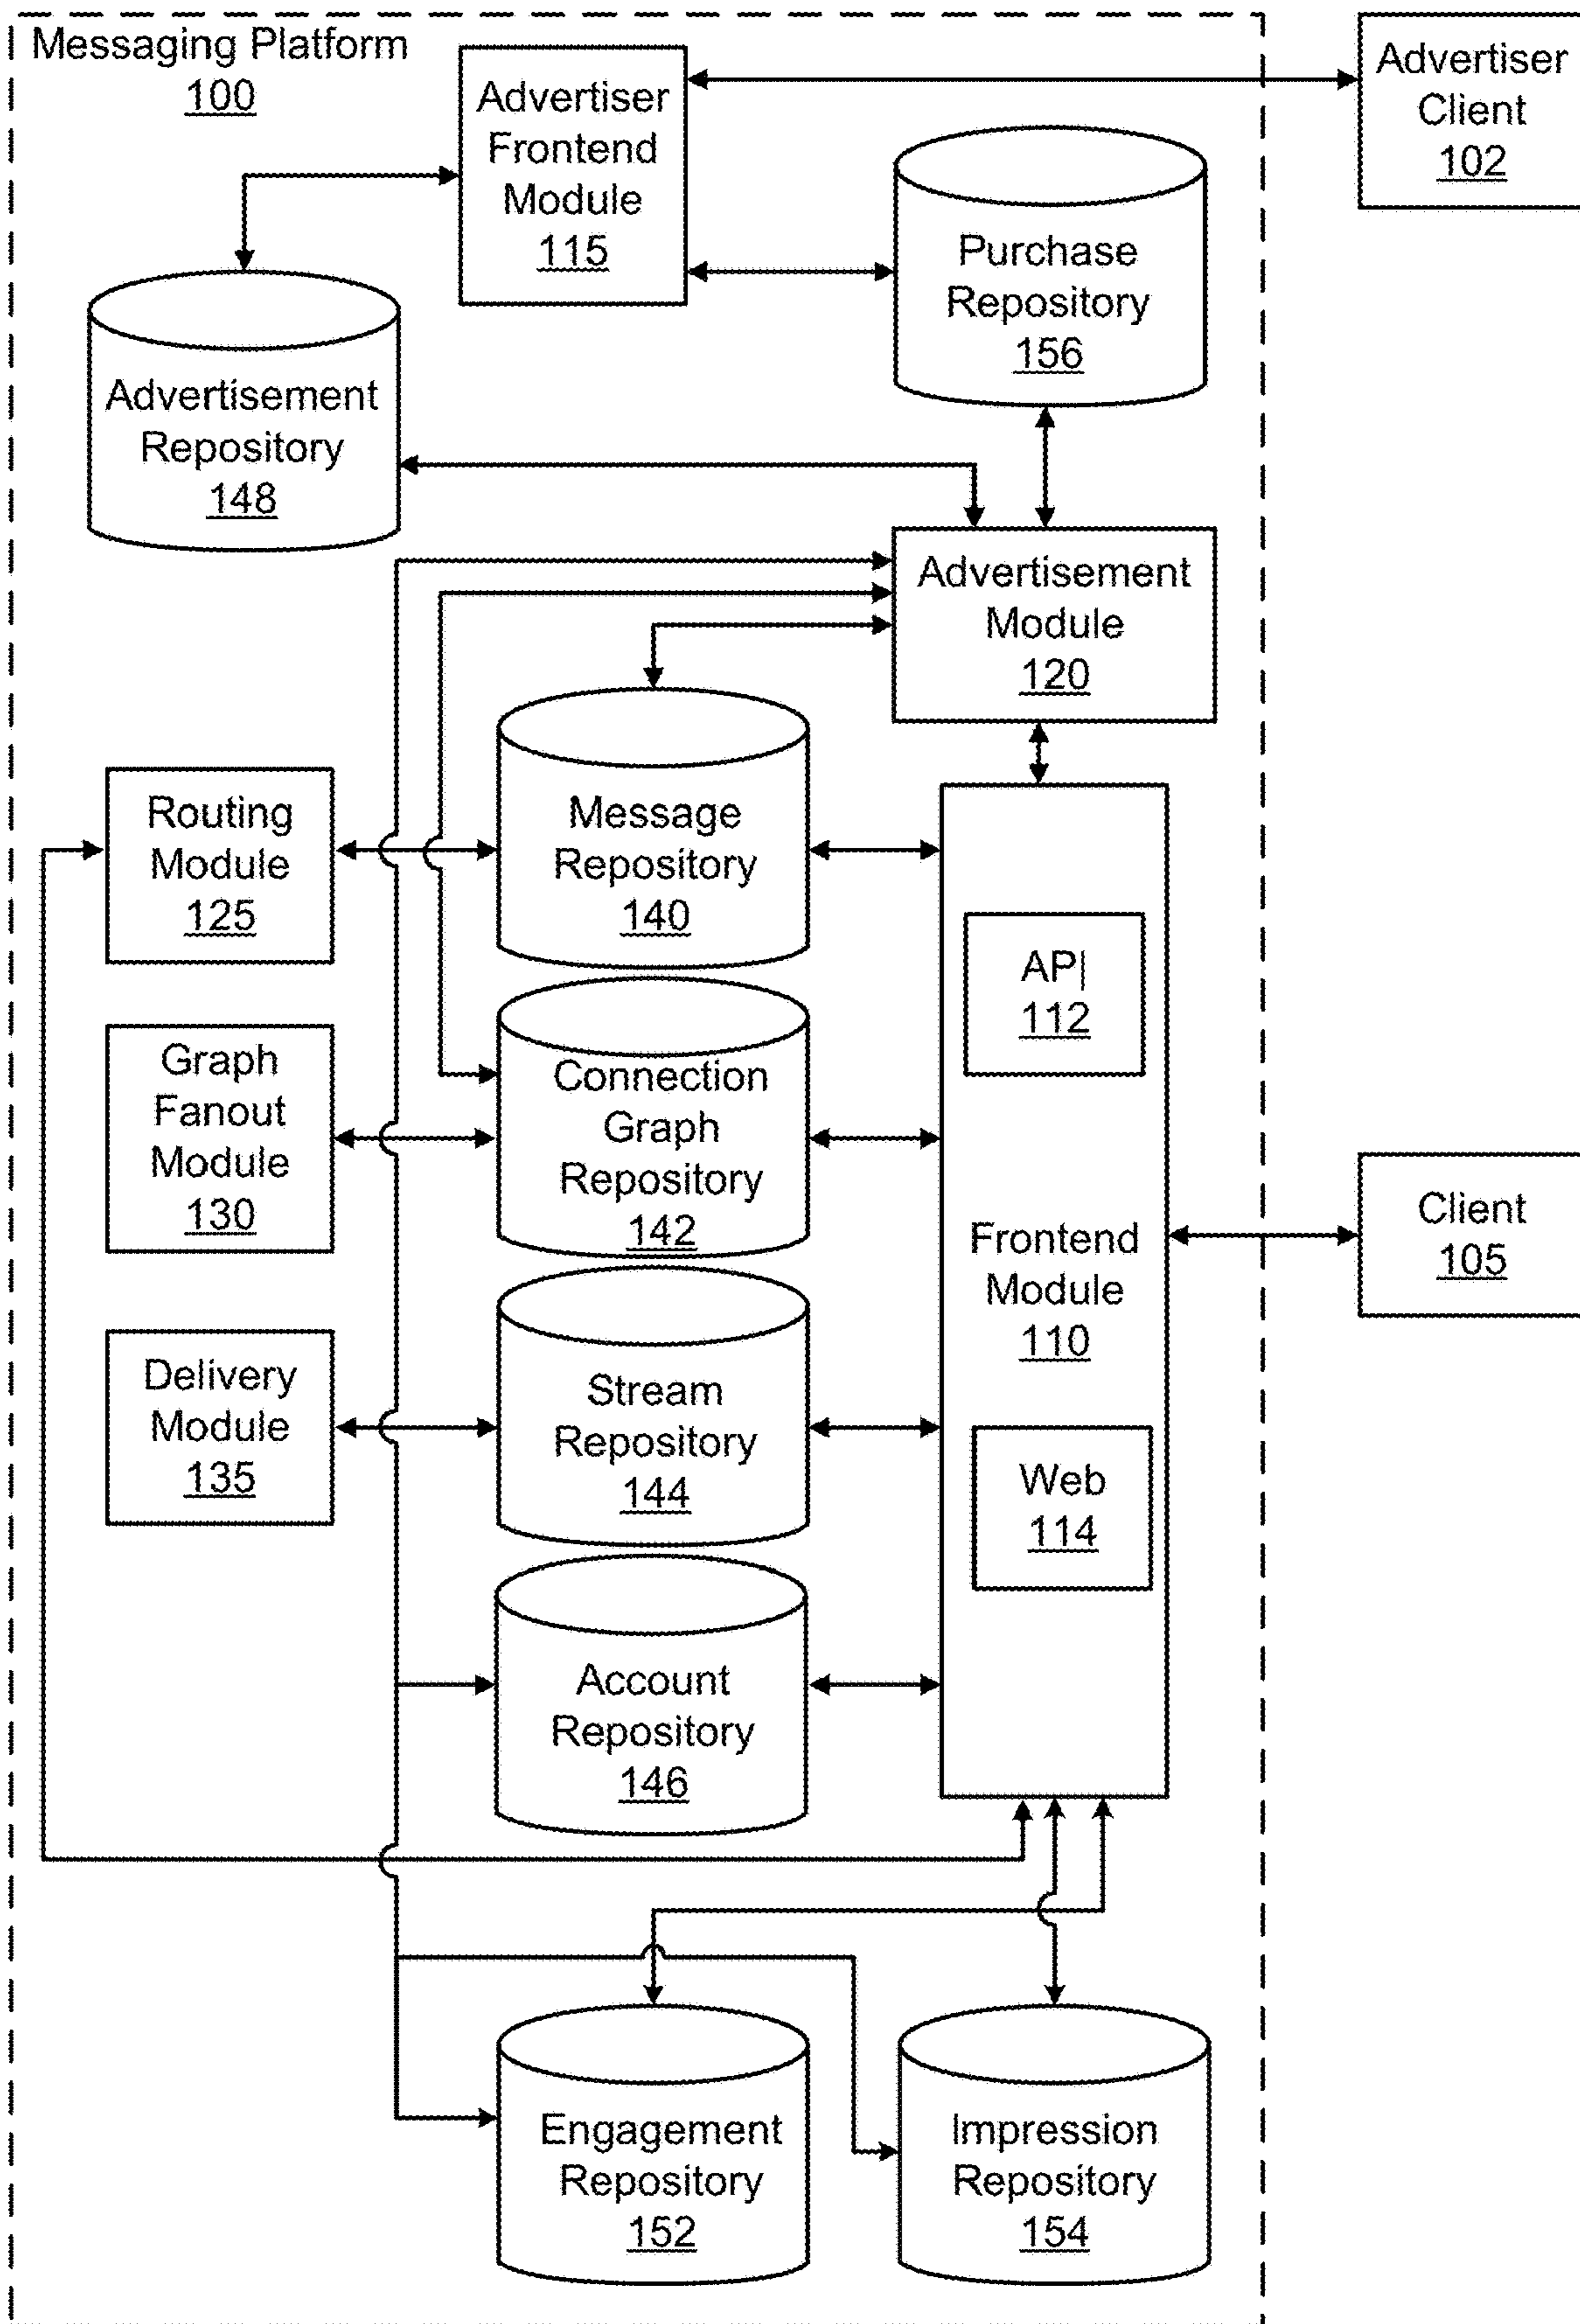 Messaging Platform
100
Advertiser
Frontend
Module
115
Advertiser
Client
102
Purchase
Repository
156
Advertisement
Repository
148
Advertisement
Module
120
Routing
Module
125
Message
Repository
140
API
112
Graph
Fanout
Module
130
Connection
Graph
Repository
142
Frontend
Module
110
Client
105
Delivery
Module
135
Stream
Repository
144
Web
114
Account
Repository
146
Engagement
Repository
152
Impression
Repository
154